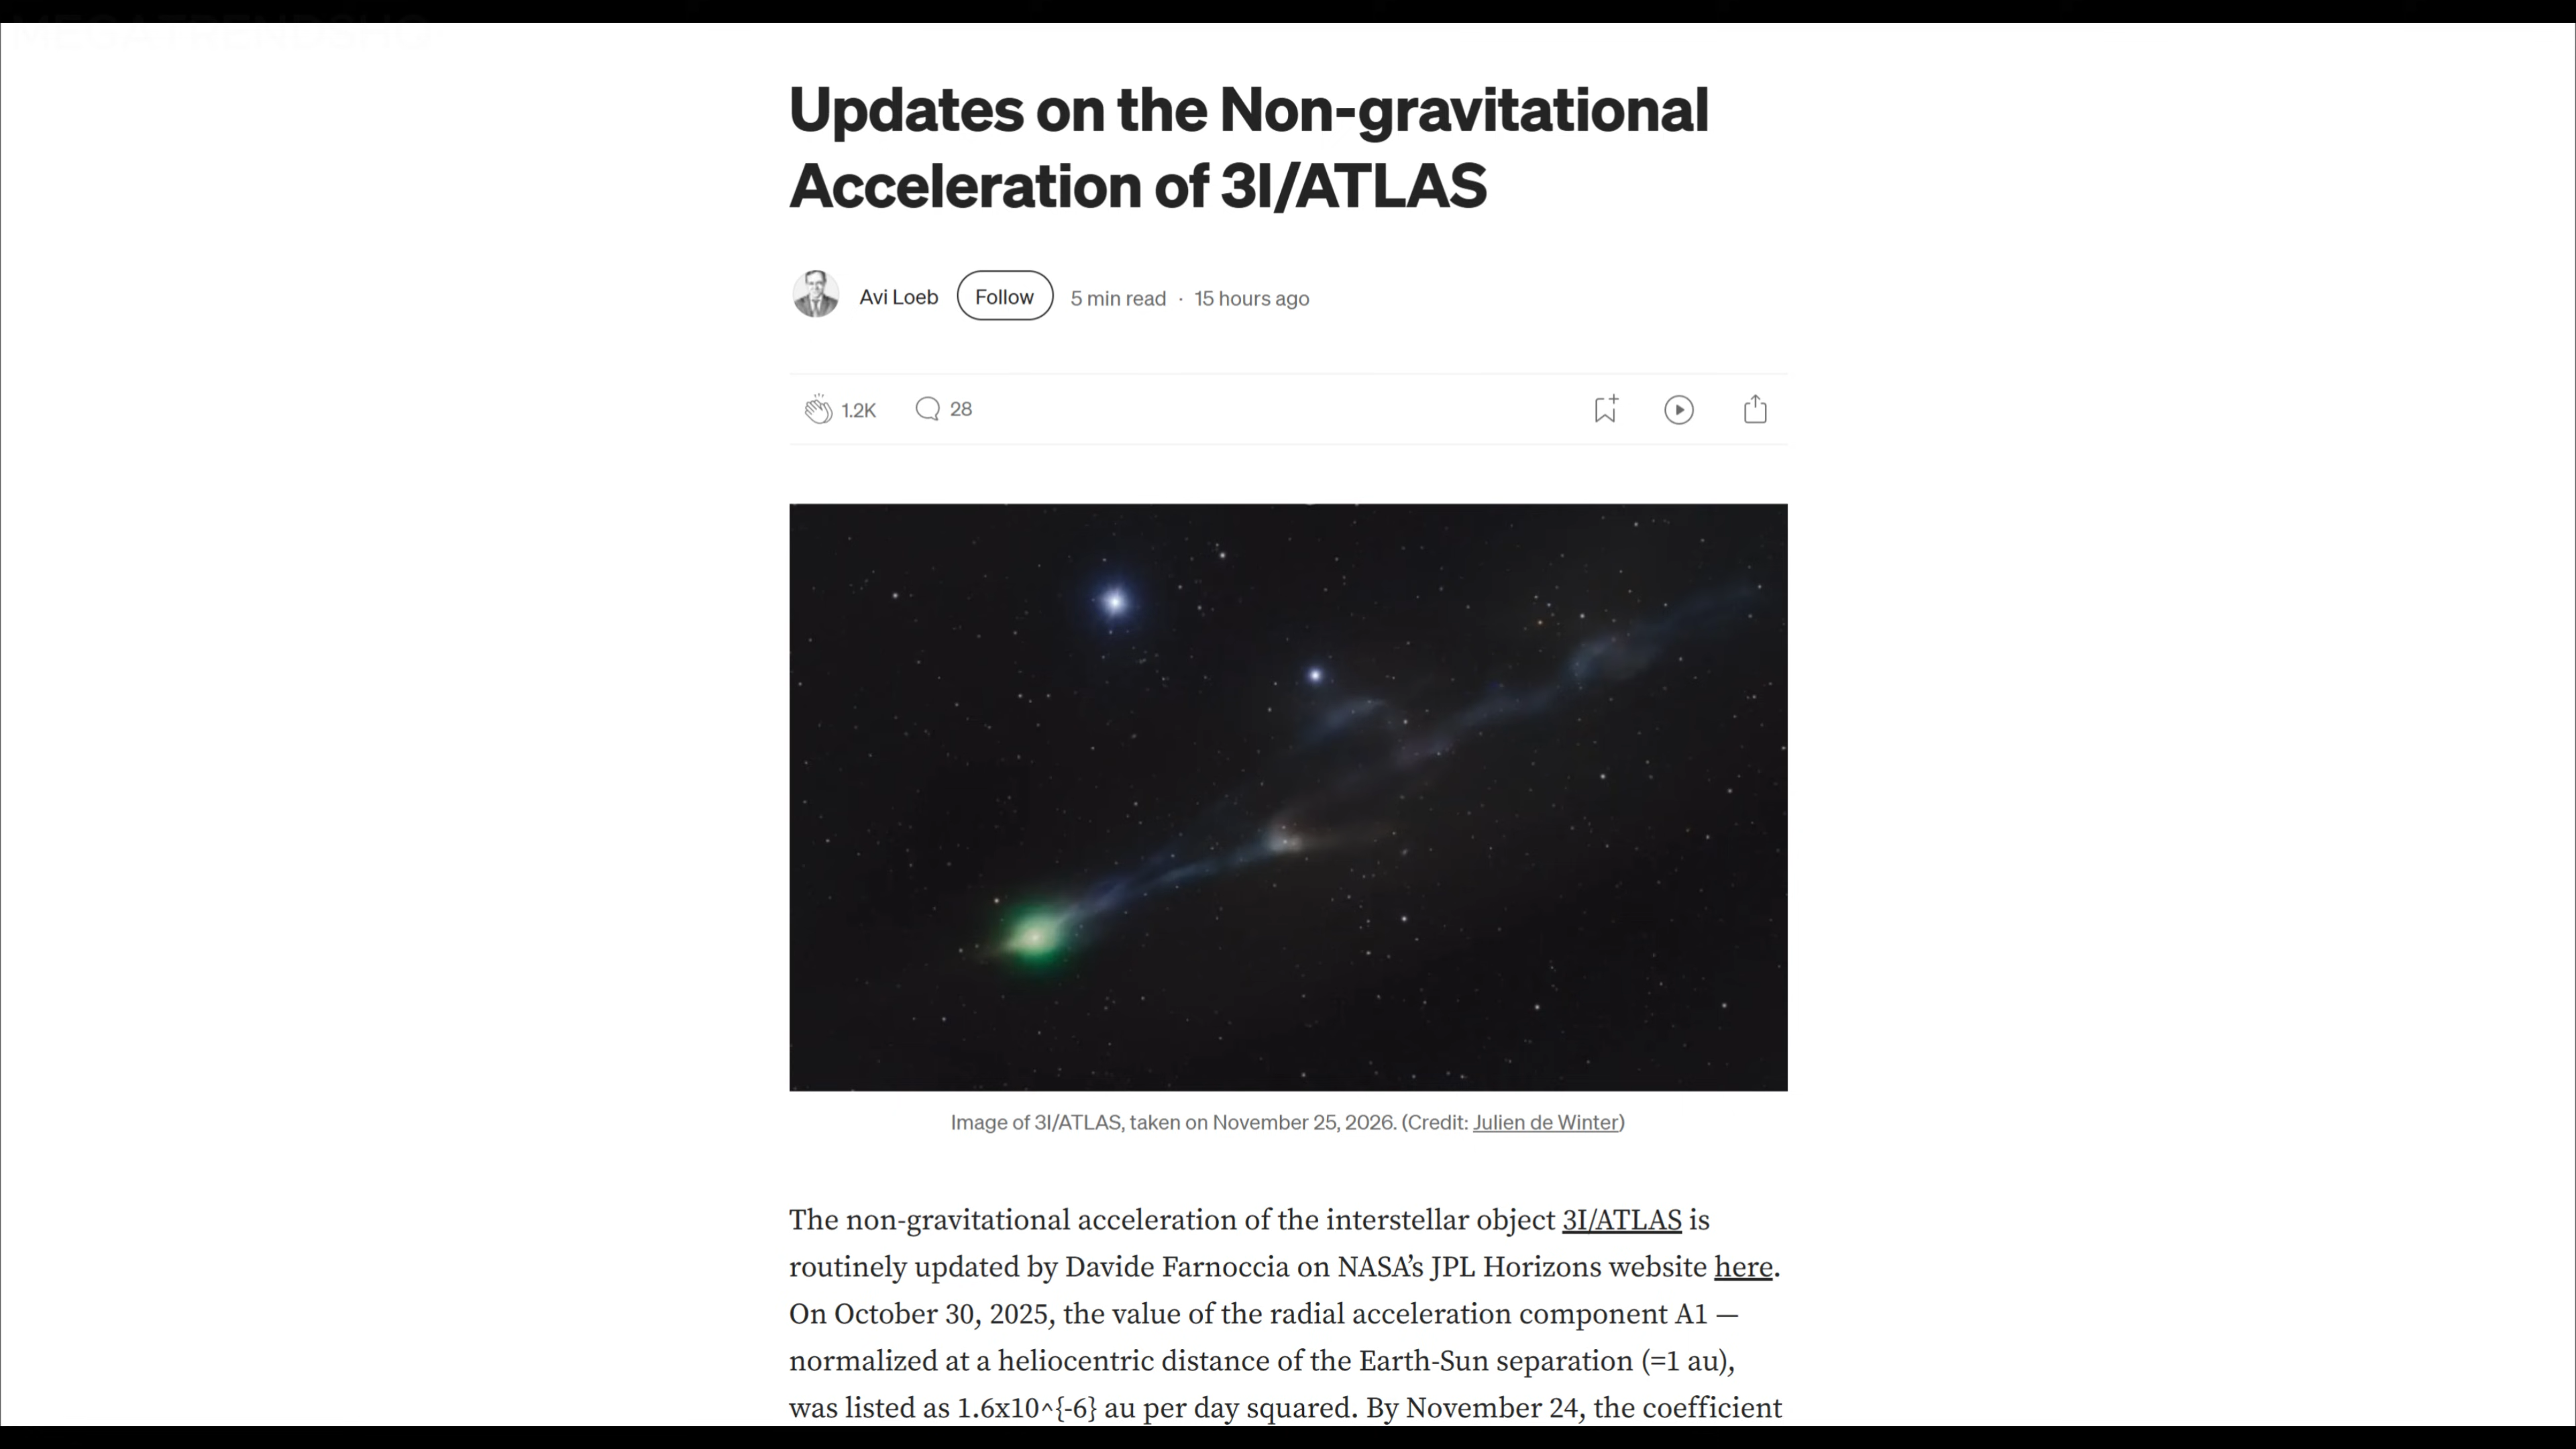 Updates on the Non-gravitational
Acceleration of 3I/ATLAS
Avi Loeb Follow 5 min read · 15 hours ago
1.2K 28
Image of 3I/ATLAS, taken on November 25, 2026. (Credit: Julien de Winter)
The non-gravitational acceleration of the interstellar object 3I/ATLAS is
routinely updated by Davide Farnoccia on NASA’s JPL Horizons website here.
On October 30, 2025, the value of the radial acceleration component A1 —
normalized at a heliocentric distance of the Earth-Sun separation (=1 au),
was listed as 1.6x10^{-6} au per day squared. By November 24, the coefficient